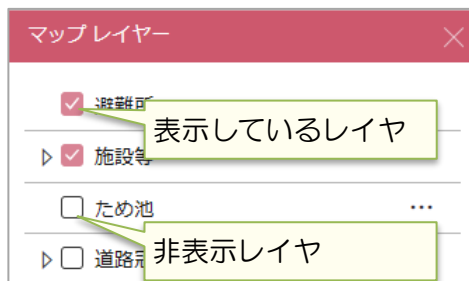 マップ レイヤー
避難所
表示しているレイヤ
施設等
ため池
非表示レイヤ
道路